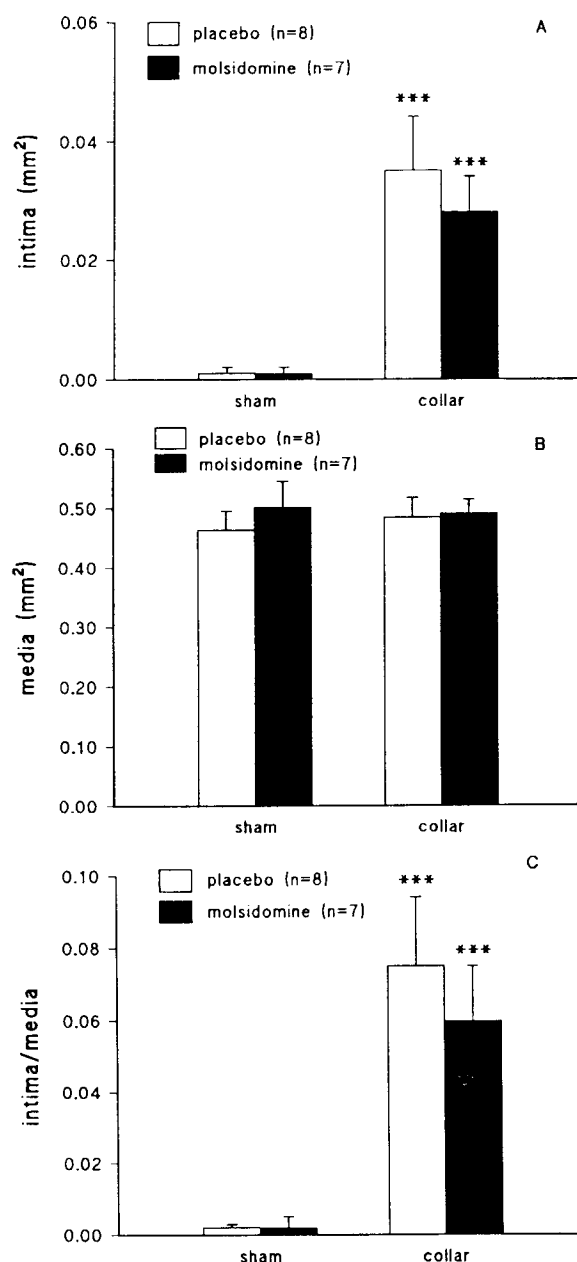 0.06
placebo (n=8)
A
molsidomine (n=7)
***
0.04
***
intima (mm²)
0.02
0.00
sham collar
0.60
placebo (n=8)
B
molsidomine (n=7)
0.50
0.40
media (mm²)
0.30
0.20
0.10
0.00
sham collar
C
0.10
placebo (n=8)
***
molsidomine (n=7)
0.08
***
0.06
intima/media
0.04
0.02
0.00
sham collar